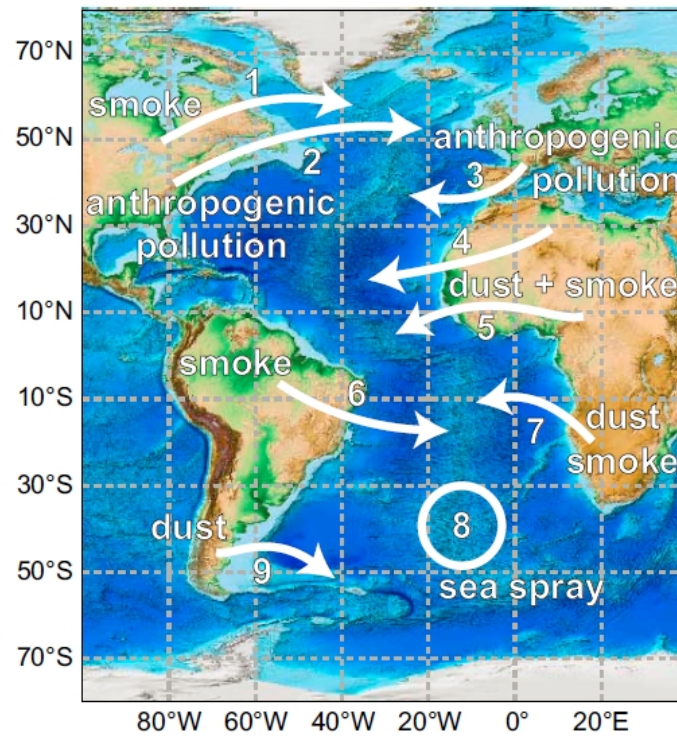 70°N
1
smoke
50°N
2
anthropogenic
pollution
3
anthropogenic
pollution
30°N
4
dust + smoke
10°N
5
smoke
6
10°S
7
dust
smoke
30°S
8
dust
50°S
9
sea spray
70°S
80°W 60°W 40°W 20°W 0° 20°E